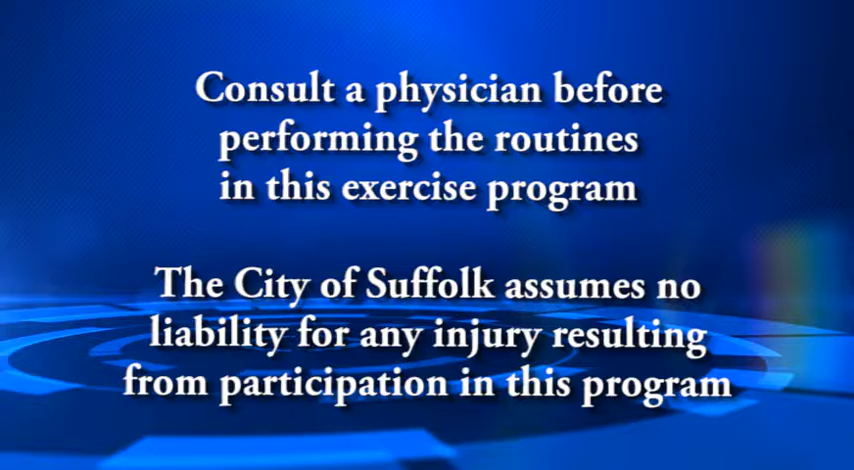 Consult a physician before
performing the routines
in this exercise program
The City of Suffolk assumes no
liability for any injury resulting
from participation in this program